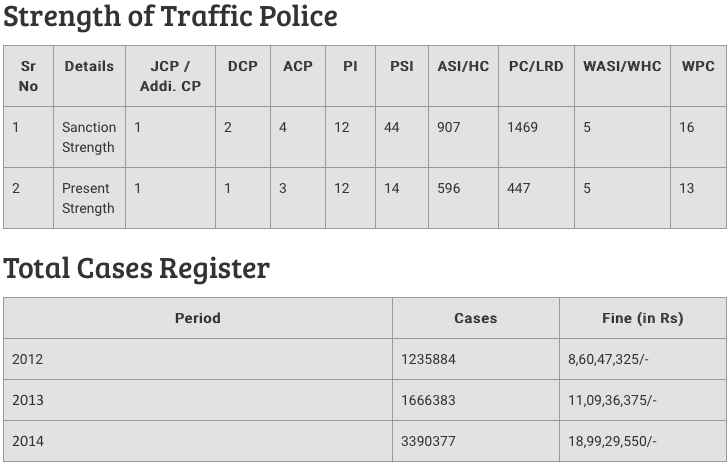 Strength of Traffic Police
Sr No Details JCP / Addi. CP DCP ACP PI PSI ASI/HC PC/LRD WASI/WHC WPC
1 Sanction Strength 1 2 4 12 44 907 1469 5 16
2 Present Strength 1 1 3 12 14 596 447 5 13
Total Cases Register
Period Cases Fine (in Rs)
2012 1235884 8,60,47,325/-
2013 1666383 11,09,36,375/-
2014 3390377 18,99,29,550/-